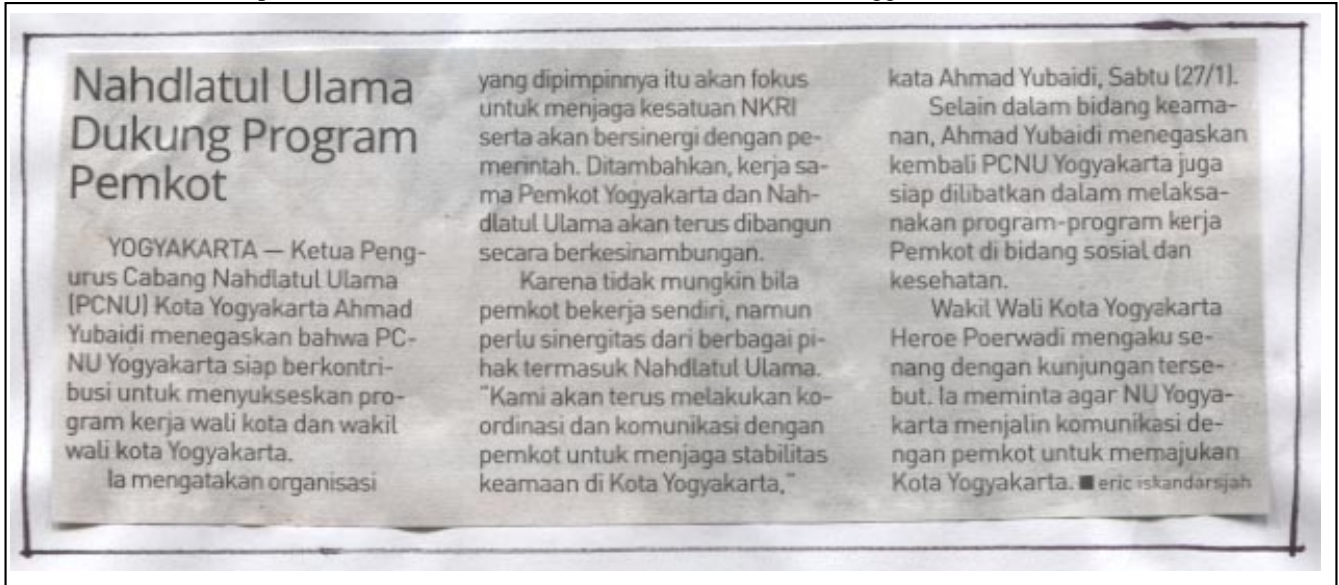 Nahdlatul Ulama
Dukung Program
Pemkot
YOGYAKARTA — Ketua Peng-
urus Cabang Nahdlatul Ulama
(PCNU) Kota Yogyakarta Ahmad
Yubaidi menegaskan bahwa PC-
NU Yogyakarta siap berkontri-
busi untuk menyukseskan pro-
gram kerja wali kota dan wakil
wali kota Yogyakarta.
Ia mengatakan organisasi
yang dipimpinnya itu akan fokus
untuk menjaga kesatuan NKRI
serta akan bersinergi dengan pe-
merintah. Ditambahkan, kerja sa-
ma Pemkot Yogyakarta dan Nah-
dlatul Ulama akan terus dibangun
secara berkesinambungan.
Karena tidak mungkin bila
pemkot bekerja sendiri, namun
perlu sinergitas dari berbagai pi-
hak termasuk Nahdlatul Ulama.
"Kami akan terus melakukan ko-
ordinasi dan komunikasi dengan
pemkot untuk menjaga stabilitas
keamaan di Kota Yogyakarta,"
kata Ahmad Yubaidi, Sabtu (27/1).
Selain dalam bidang keama-
nan, Ahmad Yubaidi menegaskan
kembali PCNU Yogyakarta juga
siap dilibatkan dalam melaksa-
nakan program-program kerja
Pemkot di bidang sosial dan
kesehatan.
Wakil Wali Kota Yogyakarta
Heroe Poerwadi mengaku se-
nang dengan kunjungan terse-
but. Ia meminta agar NU Yogya-
karta menjalin komunikasi de-
ngan pemkot untuk memajukan
Kota Yogyakarta. ■ eric iskandarsjah